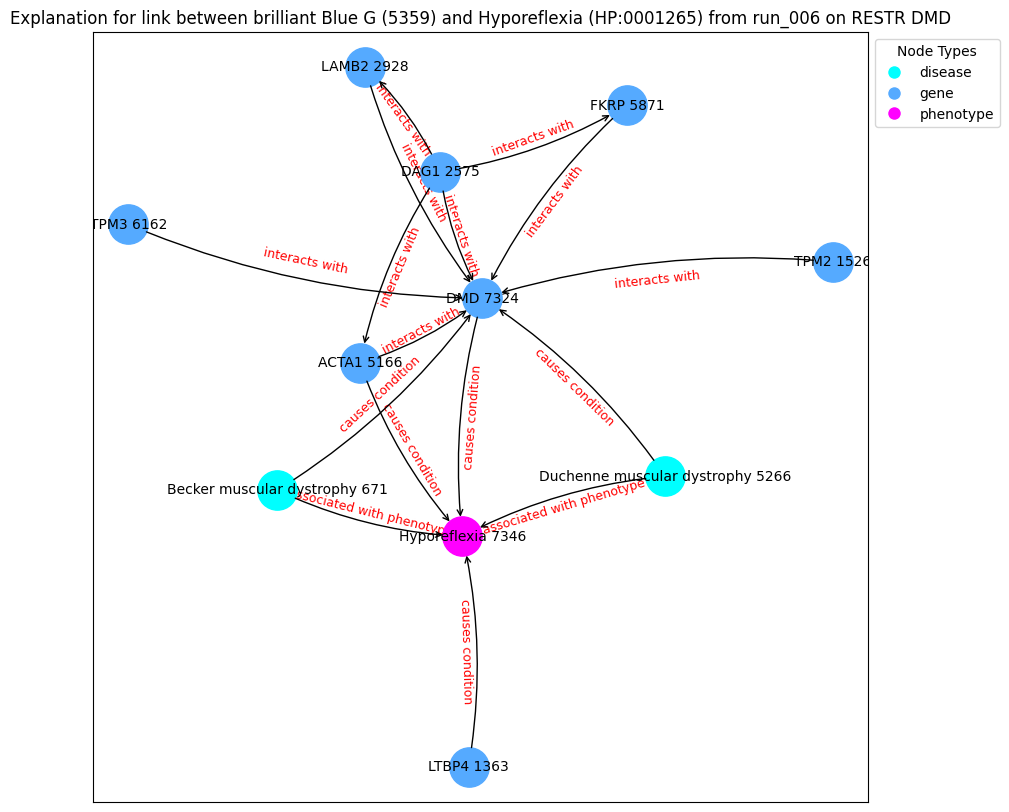 Explanation for link between brilliant Blue G (5359) and Hyporeflexia (HP:0001265) from run_006 on RESTR DMD
Node Types
disease
gene
phenotype
LAMB2 2928
FKRP 5871
interacts with
interacts with
DAG1 2575
interacts with
interacts with
TPM3 6162
interacts with
interacts with
interacts with
TPM2 1526
interacts with
DMD 7324
interacts with
ACTA1 5166
causes condition
causes condition
causes condition
causes condition
Duchenne muscular dystrophy 5266
Becker muscular dystrophy 671
associated with phenotype
associated with phenotype
Hyporeflexia 7346
causes condition
LTBP4 1363